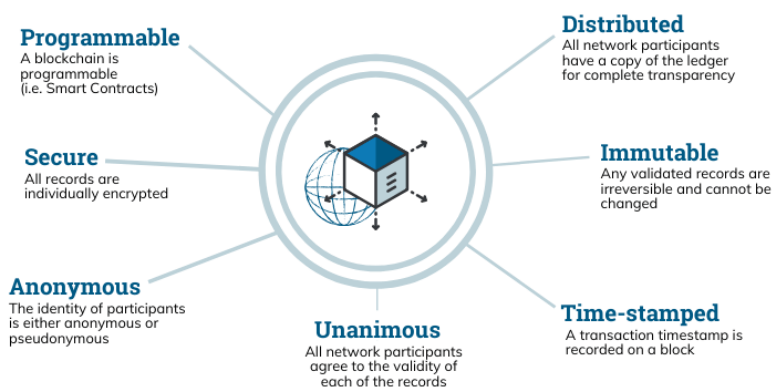 Programmable
A blockchain is
programmable
(i.e. Smart Contracts)
Distributed
All network participants
have a copy of the ledger
for complete transparency
Secure
All records are
individually encrypted
Immutable
Any validated records are
irreversible and cannot be
changed
Anonymous
The identity of participants
is either anonymous or
pseudonymous
Unanimous
All network participants
agree to the validity of
each of the records
Time-stamped
A transaction timestamp is
recorded on a block